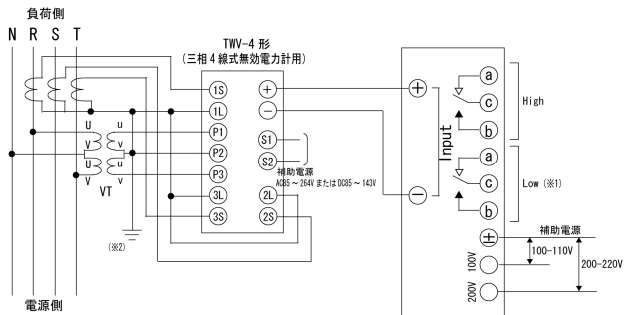 負荷側
N R S T
TWV-4 形
(三相 4 線式無効電力計用)
1S
1L
P1
P2
P3
3L
3S
+
−
S1
S2
補助電源
AC85 ～ 264V または DC85 ～ 143V
2L
2S
U u
V v
U u
V v
VT
(※2)
電源側
+
−
Input
a
c
b
High
a
c
b
Low (※1)
±
補助電源
100V
100-110V
200V
200-220V